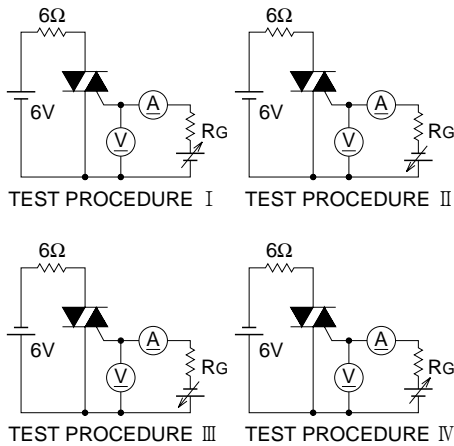 6Ω
6Ω
A
A
6V
V
RG
6V
V
RG
TEST PROCEDURE Ⅰ
TEST PROCEDURE Ⅱ
6Ω
6Ω
A
A
6V
V
RG
6V
V
RG
TEST PROCEDURE Ⅲ
TEST PROCEDURE Ⅳ